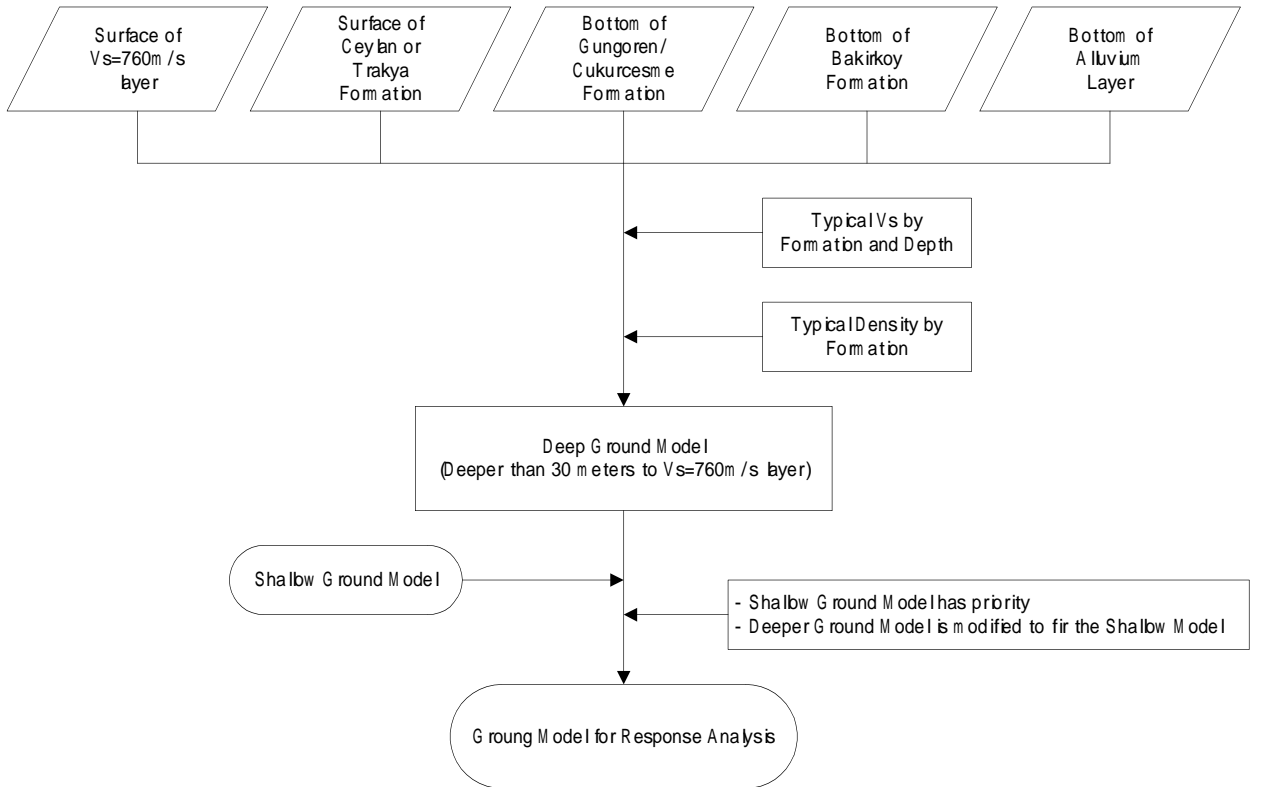 Surface of
Vs=760m/s
layer
Surface of
Ceylan or
Trakya
Formation
Bottom of
Gungoren/
Cukurcesme
Formation
Bottom of
Bakirkoy
Formation
Bottom of
Alluvium
Layer
Typical Vs by
Formation and Depth
Typical Density by
Formation
Deep Ground Model
(Deeper than 30 meters to Vs=760m/s layer)
Shallow Ground Model
- Shallow Ground Model has priority
- Deeper Ground Model is modified to fir the Shallow Model
Groung Model for Response Analysis